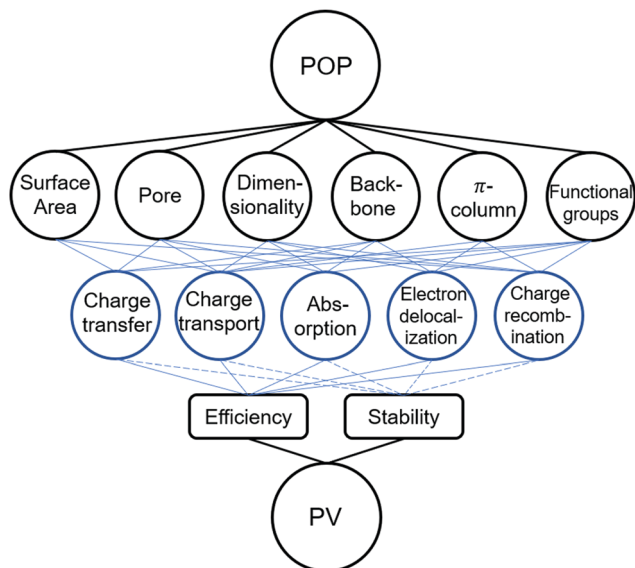 POP
Surface
Area
Pore
Dimen-
sionality
Back-
bone
π-
column
Functional
groups
Charge
transfer
Charge
transport
Abs-
orption
Electron
delocal-
ization
Charge
recomb-
ination
Efficiency
Stability
PV